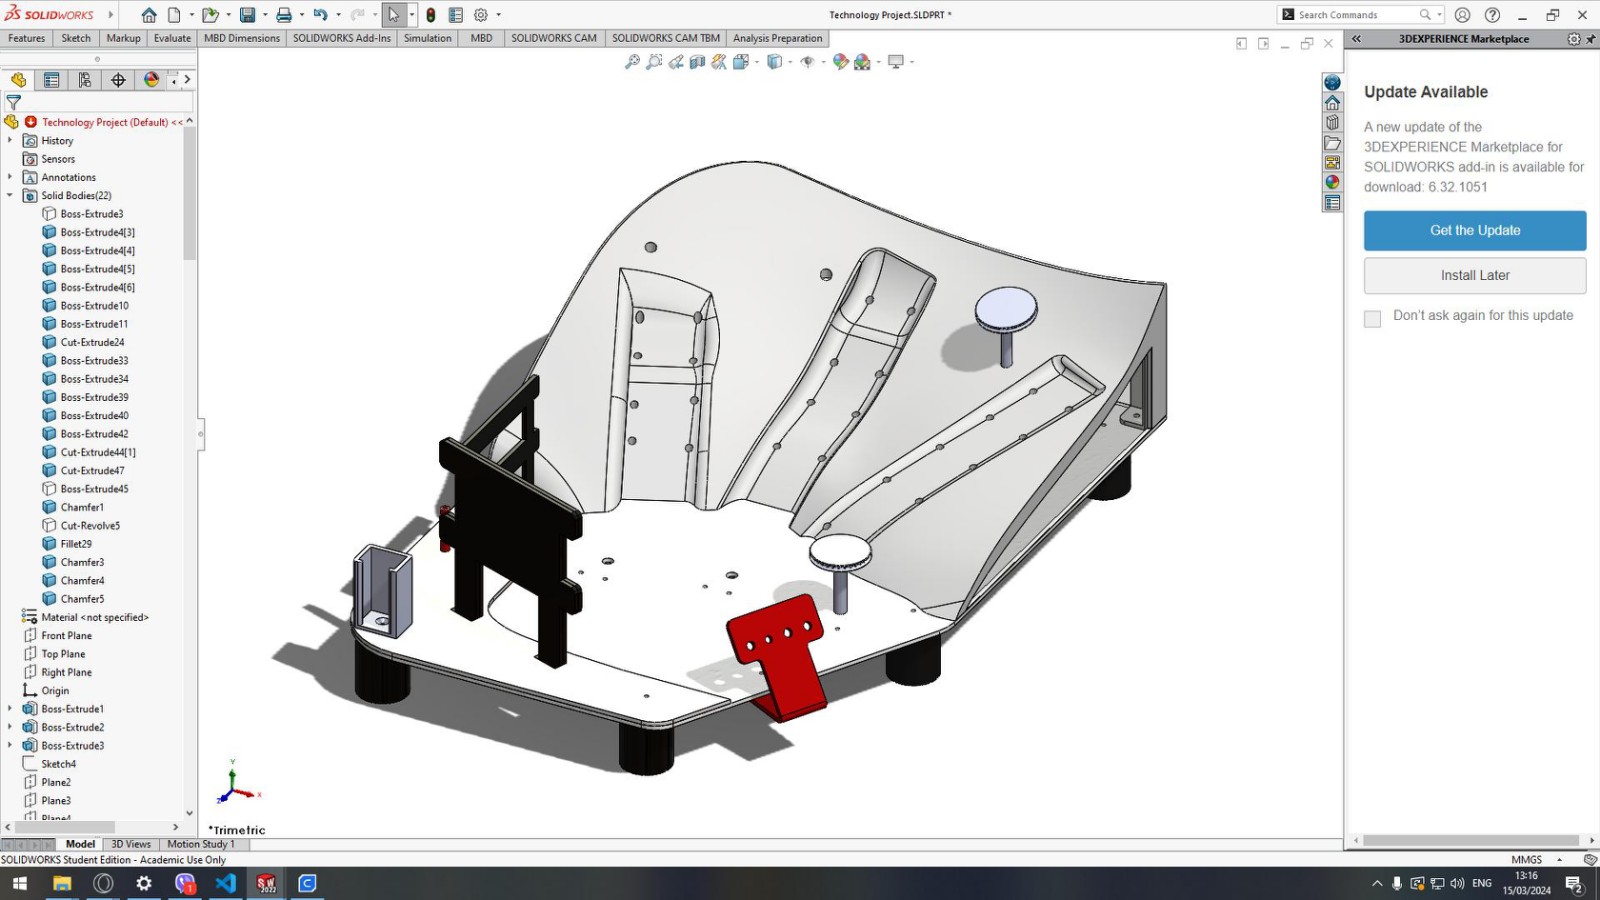 SOLIDWORKS
Technology Project.SLDPRT *
Search Commands
Features
Sketch
Markup
Evaluate
MBD Dimensions
SOLIDWORKS Add-Ins
Simulation
MBD
SOLIDWORKS CAM
SOLIDWORKS CAM TBM
Analysis Preparation
3DEXPERIENCE Marketplace
Technology Project (Default) <<
History
Sensors
Annotations
Solid Bodies(22)
Boss-Extrude3
Boss-Extrude4[3]
Boss-Extrude4[4]
Boss-Extrude4[5]
Boss-Extrude4[6]
Boss-Extrude10
Boss-Extrude11
Cut-Extrude24
Boss-Extrude33
Boss-Extrude34
Boss-Extrude39
Boss-Extrude40
Boss-Extrude42
Cut-Extrude44[1]
Cut-Extrude47
Boss-Extrude45
Chamfer1
Cut-Revolve5
Fillet29
Chamfer3
Chamfer4
Chamfer5
Material <not specified>
Front Plane
Top Plane
Right Plane
Origin
Boss-Extrude1
Boss-Extrude2
Boss-Extrude3
Sketch4
Plane2
Plane3
Plane4
Y
X
Z
*Trimetric
Update Available
A new update of the
3DEXPERIENCE Marketplace for
SOLIDWORKS add-in is available for
download: 6.32.1051
Get the Update
Install Later
Don't ask again for this update
Model
3D Views
Motion Study 1
SOLIDWORKS Student Edition - Academic Use Only
MMGS
SW
2022
1
C
ENG
13:16
15/03/2024
2